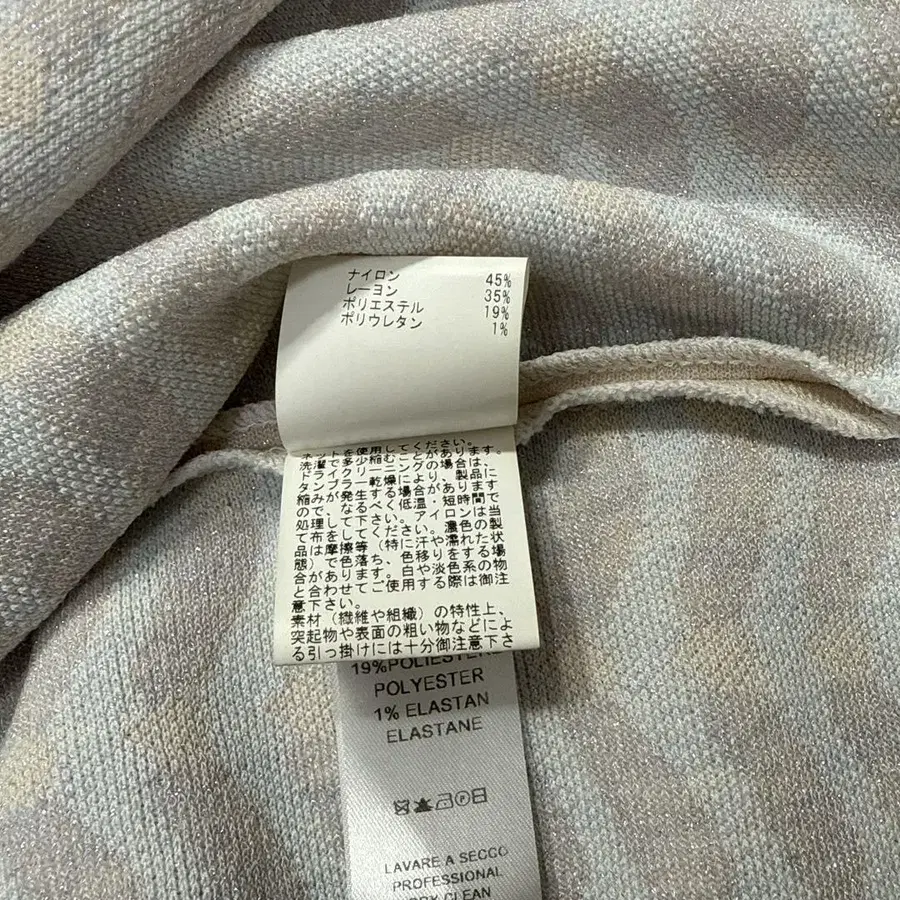 ナイロン 45%
レーヨン 35%
ポリエステル 19%
ポリウレタン 1%
ネットを使用してください。
洗濯で多少縮むことがあります。
ドライクリーニングの場合は、
タンブラー乾燥により、製品に
縮みが発生する場合があります
ので、なるべく低温・短時間で
処理して下さい。アイロンは当
て布をしてください。濃色の製
品は摩擦等（特に汗や濡れた状
態）で色落ち、色移りをする場
合があります。白や淡色系の物
と合わせてご使用する際は御注
意下さい。
素材（繊維や組織）の特性上、
突起物や表面の粗い物などによ
る引っ掛けには十分御注意下さ
19%POLIESTERE
POLYESTER
1% ELASTAN
ELASTANE
LAVARE A SECCO
PROFESSIONAL
DRY CLEAN